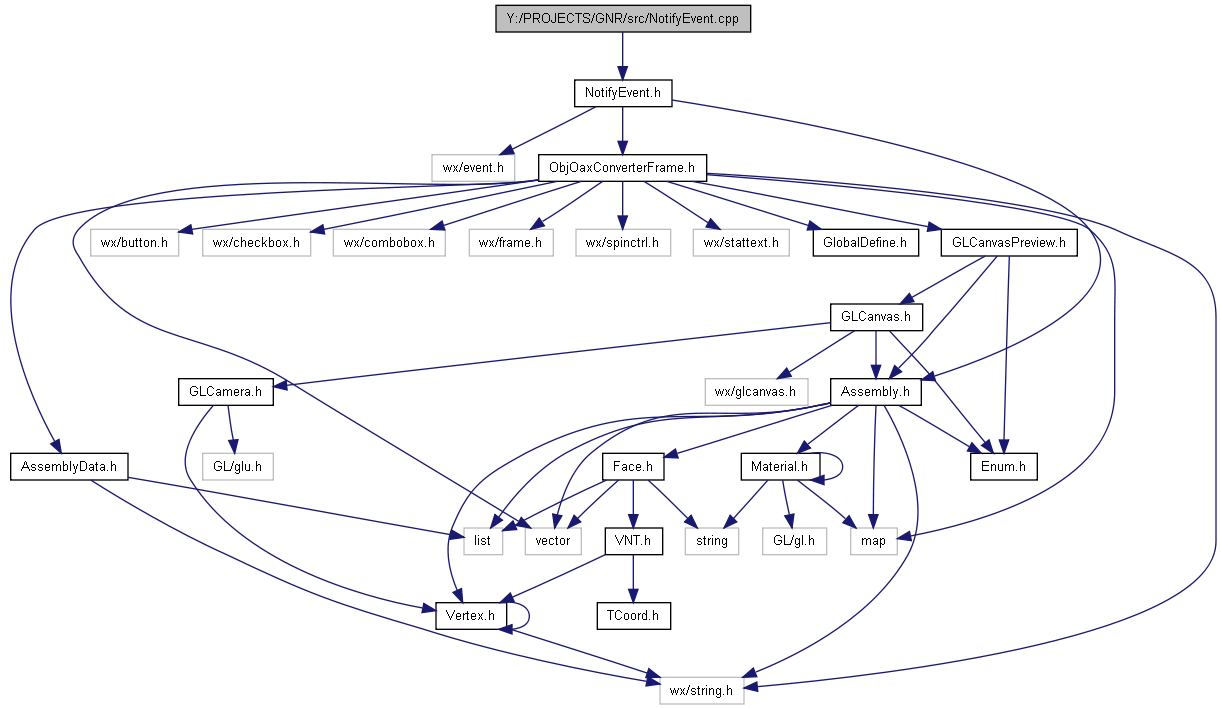 Y:/PROJECTS/GNR/src/NotifyEvent.cpp
NotifyEvent.h
wx/event.h
ObjOaxConverterFrame.h
wx/button.h
wx/checkbox.h
wx/combobox.h
wx/frame.h
wx/spinctrl.h
wx/stattext.h
GlobalDefine.h
GLCanvasPreview.h
GLCanvas.h
GLCamera.h
wx/glcanvas.h
Assembly.h
AssemblyData.h
GL/glu.h
Face.h
Material.h
Enum.h
list
vector
VNT.h
string
GL/gl.h
map
Vertex.h
TCoord.h
wx/string.h